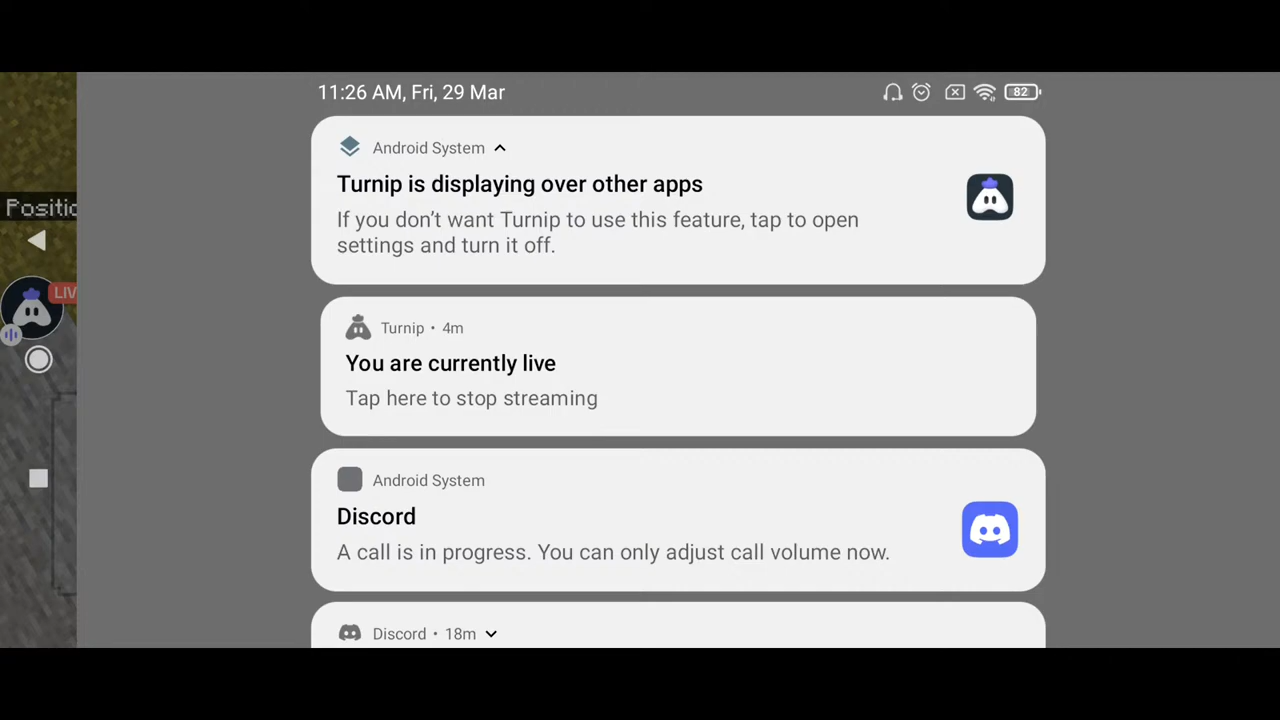 11:26 AM, Fri, 29 Mar
82
Android System
Turnip is displaying over other apps
If you don’t want Turnip to use this feature, tap to open
settings and turn it off.
Positio
LIV
Turnip • 4m
You are currently live
Tap here to stop streaming
Android System
Discord
A call is in progress. You can only adjust call volume now.
Discord • 18m